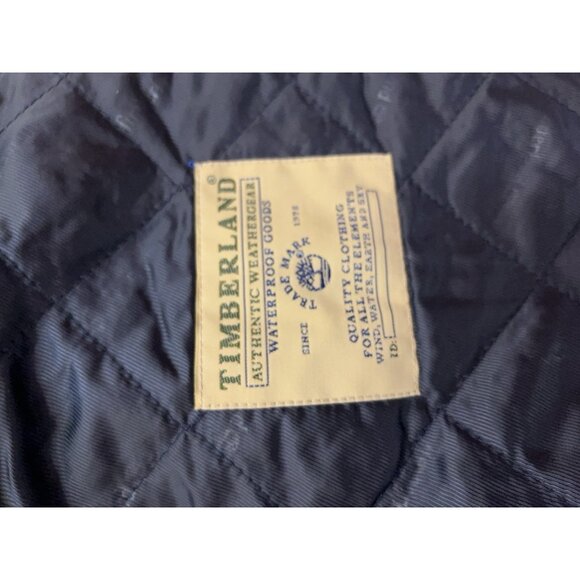 TIMBERLAND®
AUTHENTIC WEATHERGEAR
WATERPROOF GOODS
SINCE 1978
TRADE MARK
QUALITY CLOTHING
FOR ALL THE ELEMENTS
WIND, WATER, EARTH AND SKY
ID: